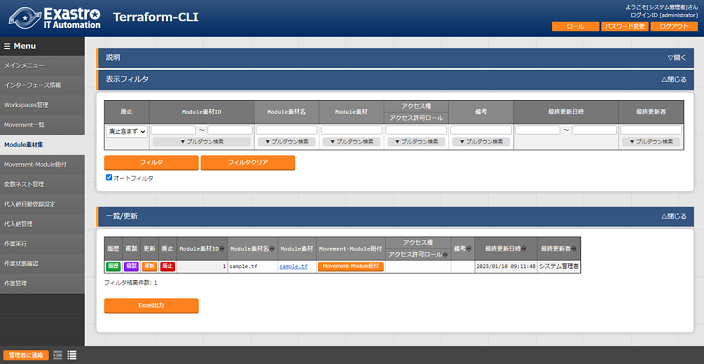 Exastro
IT Automation
Terraform-CLI
ようこそ[システム管理者]さん
ログインID [administrator]
ロール
パスワード変更
ログアウト
Menu
メインメニュー
インターフェース情報
Workspaces管理
Movement一覧
Module素材集
Movement-Module紐付
変数ネスト管理
代入値自動登録設定
代入値管理
作業実行
作業状態確認
作業管理
説明
▽開く
表示フィルタ
△閉じる
廃止 Module素材ID Module素材名 Module素材 アクセス権 備考 最終更新日時 最終更新者
アクセス許可ロール
廃止含まず ～ ～
▼ プルダウン検索 ▼ プルダウン検索 ▼ プルダウン検索 ▼ プルダウン検索 ▼ プルダウン検索 ▼ プルダウン検索
フィルタ
フィルタクリア
オートフィルタ
一覧/更新
△閉じる
履歴 複製 更新 廃止 Module素材ID Module素材名 Module素材 Movement-Module紐付 アクセス権 備考 最終更新日時 最終更新者
アクセス許可ロール
履歴 複製 更新 廃止 1 sample.tf sample.tf Movement-Module紐付 2023/01/10 09:11:48 システム管理者
フィルタ結果件数: 1
Excel出力
管理者に連絡